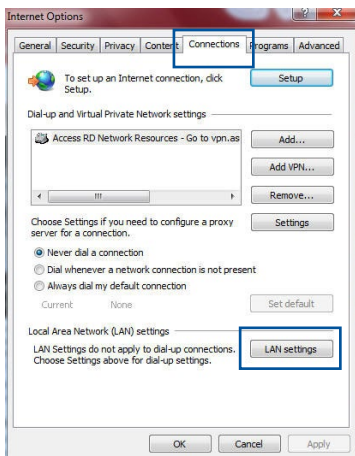 Internet Options
General Security Privacy Content Connections Programs Advanced
To set up an Internet connection, click Setup.
Setup
Dial-up and Virtual Private Network settings
Access RD Network Resources - Go to vpn.as
Add...
Add VPN...
Remove...
Choose Settings if you need to configure a proxy
server for a connection.
Settings
Never dial a connection
Dial whenever a network connection is not present
Always dial my default connection
Current None
Set default
Local Area Network (LAN) settings
LAN Settings do not apply to dial-up connections.
Choose Settings above for dial-up settings.
LAN settings
OK Cancel Apply